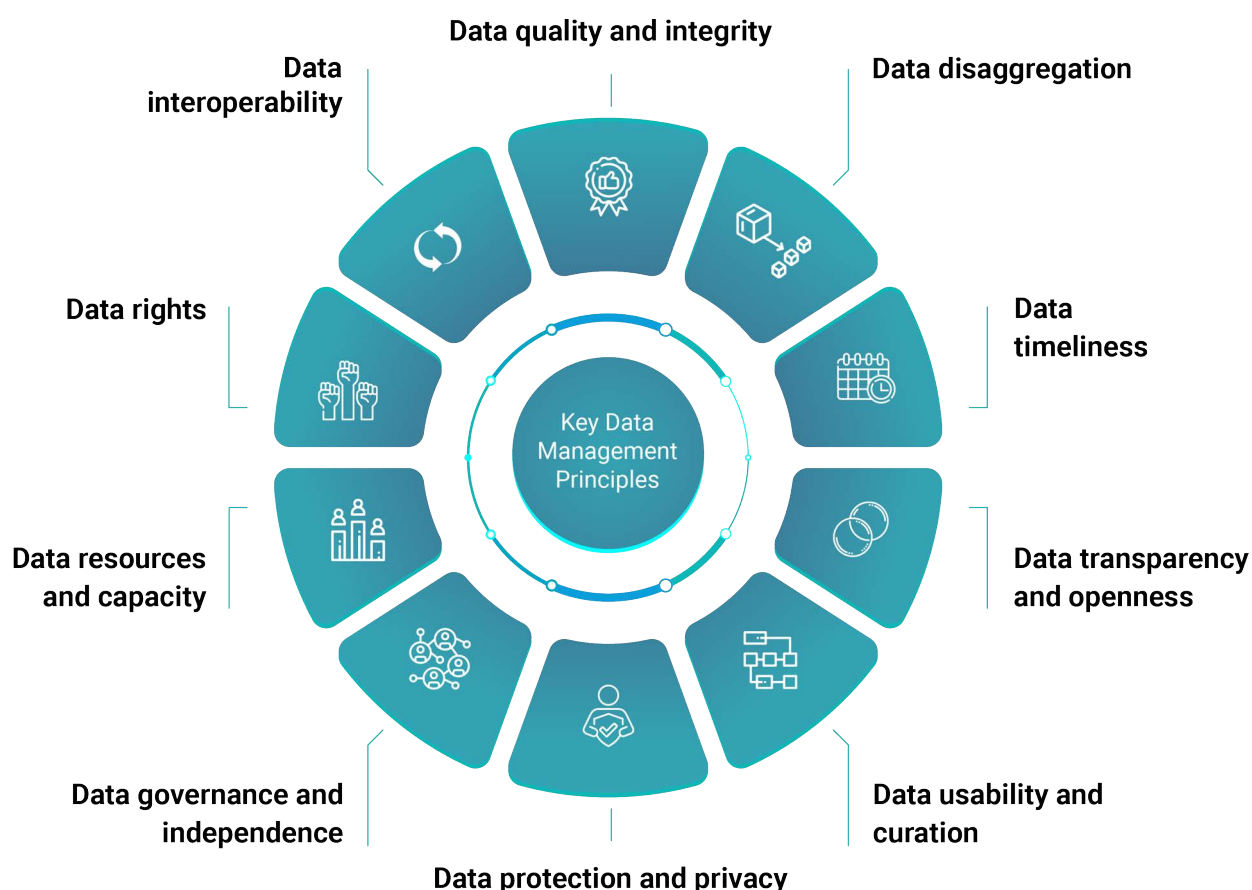 Data quality and integrity
Data
interoperability
Data disaggregation
Data rights
Data
timeliness
Key Data
Management
Principles
Data resources
and capacity
Data transparency
and openness
Data governance and
independence
Data usability and
curation
Data protection and privacy